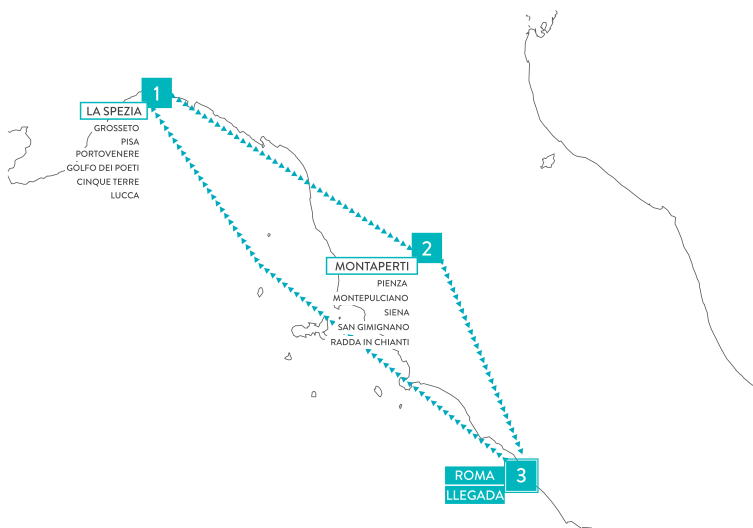 1
LA SPEZIA
GROSSETO
PISA
PORTOVENERE
GOLFO DEI POETI
CINQUE TERRE
LUCCA
2
MONTAPERTI
PIENZA
MONTEPULCIANO
SIENA
SAN GIMIGNANO
RADDA IN CHIANTI
ROMA
3
LLEGADA